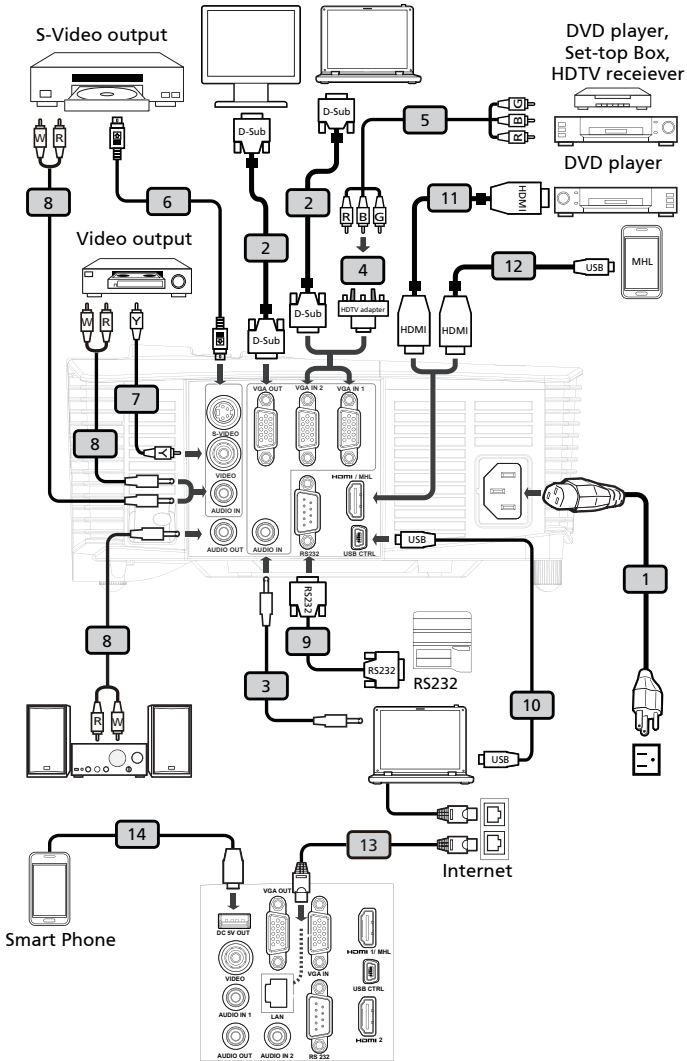 S-Video output
DVD player,
Set-top Box,
HDTV receiever
D-Sub
D-Sub
5
R B G
W R
DVD player
8
6
2
2
R B G
11
HDMI
Video output
4
12
USB
MHL
D-Sub
HDTV adapter
W R
Y
D-Sub
HDMI
HDMI
7
VGA OUT
VGA IN 2
VGA IN 1
8
S-VIDEO
Y
VIDEO
HDMI / MHL
AUDIO IN
AUDIO OUT
AUDIO IN
RS232
USB CTRL
USB
1
RS232
8
9
3
RS232
RS232
10
R W
USB
14
13
Internet
VGA OUT
DC 5V OUT
Smart Phone
HDMI 1/ MHL
VIDEO
VGA IN
USB CTRL
AUDIO IN 1
LAN
HDMI 2
AUDIO OUT
AUDIO IN 2
RS 232